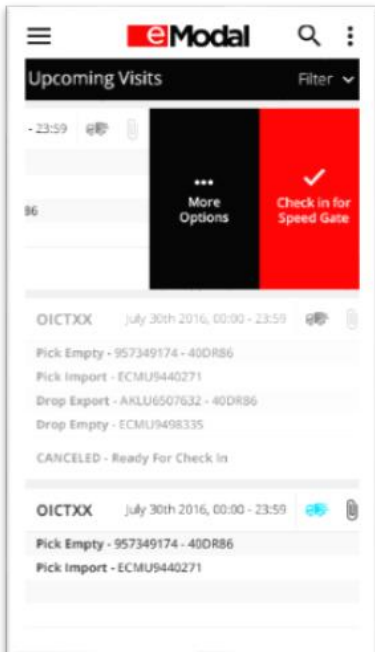 eModal
Upcoming Visits Filter
- 23:59
86
... More Options
Check in for Speed Gate
OICTXX July 30th 2016, 00:00 - 23:59
Pick Empty - 957349174 - 40DR86
Pick Import - ECMU9440271
Drop Export - AKLU6507632 - 40DR86
Drop Empty - ECMU9498335
CANCELED - Ready For Check In
OICTXX July 30th 2016, 00:00 - 23:59
Pick Empty - 957349174 - 40DR86
Pick Import - ECMU9440271